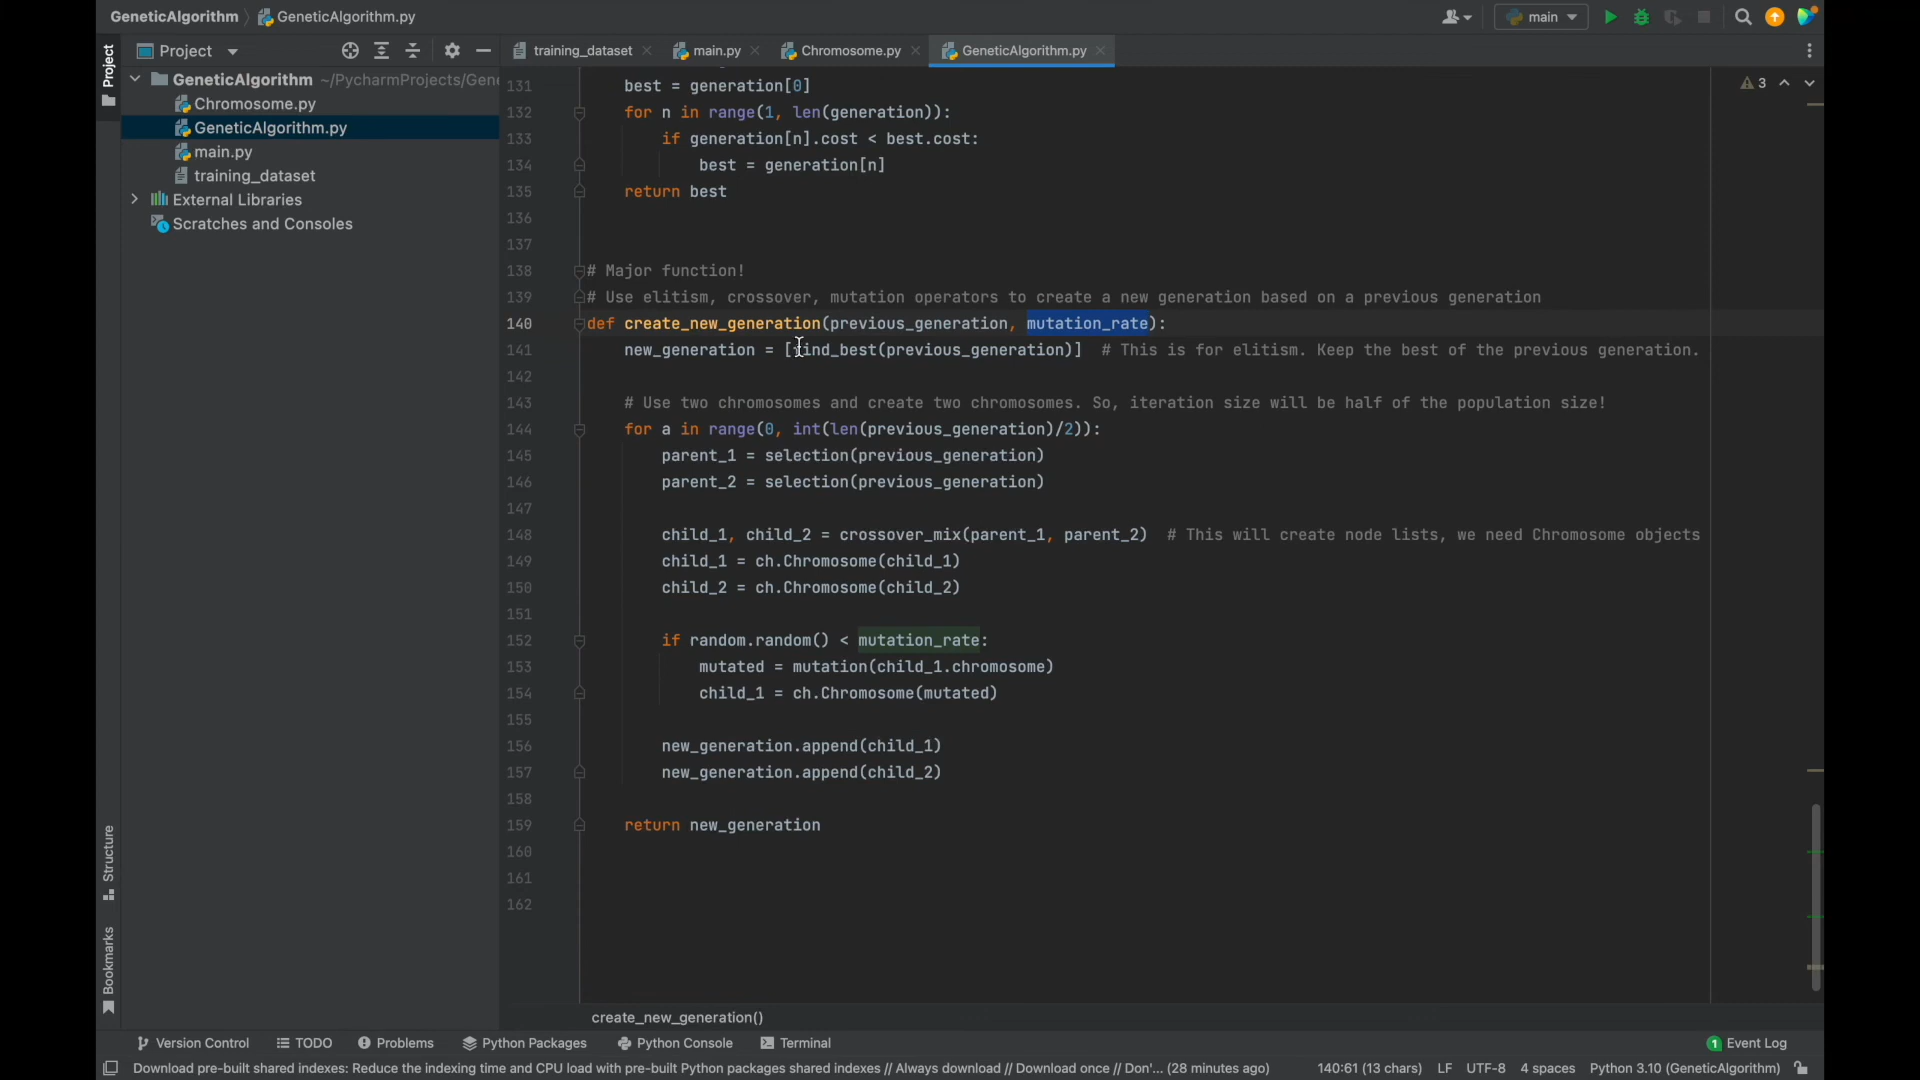 GeneticAlgorithm GeneticAlgorithm.py main
Project
Project training_dataset main.py Chromosome.py GeneticAlgorithm.py
GeneticAlgorithm ~/PycharmProjects/Gene
Chromosome.py
GeneticAlgorithm.py
main.py
training_dataset
External Libraries
Scratches and Consoles
3
131 best = generation[0]
132 for n in range(1, len(generation)):
133 if generation[n].cost < best.cost:
134 best = generation[n]
135 return best
136
137
138 # Major function!
139 # Use elitism, crossover, mutation operators to create a new generation based on a previous generation
140 def create_new_generation(previous_generation, mutation_rate):
141 new_generation = [find_best(previous_generation)] # This is for elitism. Keep the best of the previous generation.
142
143 # Use two chromosomes and create two chromosomes. So, iteration size will be half of the population size!
144 for a in range(0, int(len(previous_generation)/2)):
145 parent_1 = selection(previous_generation)
146 parent_2 = selection(previous_generation)
147
148 child_1, child_2 = crossover_mix(parent_1, parent_2) # This will create node lists, we need Chromosome objects
149 child_1 = ch.Chromosome(child_1)
150 child_2 = ch.Chromosome(child_2)
151
152 if random.random() < mutation_rate:
153 mutated = mutation(child_1.chromosome)
154 child_1 = ch.Chromosome(mutated)
155
156 new_generation.append(child_1)
157 new_generation.append(child_2)
158
159 return new_generation
160
161
162
Structure
Bookmarks
create_new_generation()
Version Control TODO Problems Python Packages Python Console Terminal 1 Event Log
Download pre-built shared indexes: Reduce the indexing time and CPU load with pre-built Python packages shared indexes // Always download // Download once // Don'... (28 minutes ago) 140:61 (13 chars) LF UTF-8 4 spaces Python 3.10 (GeneticAlgorithm)